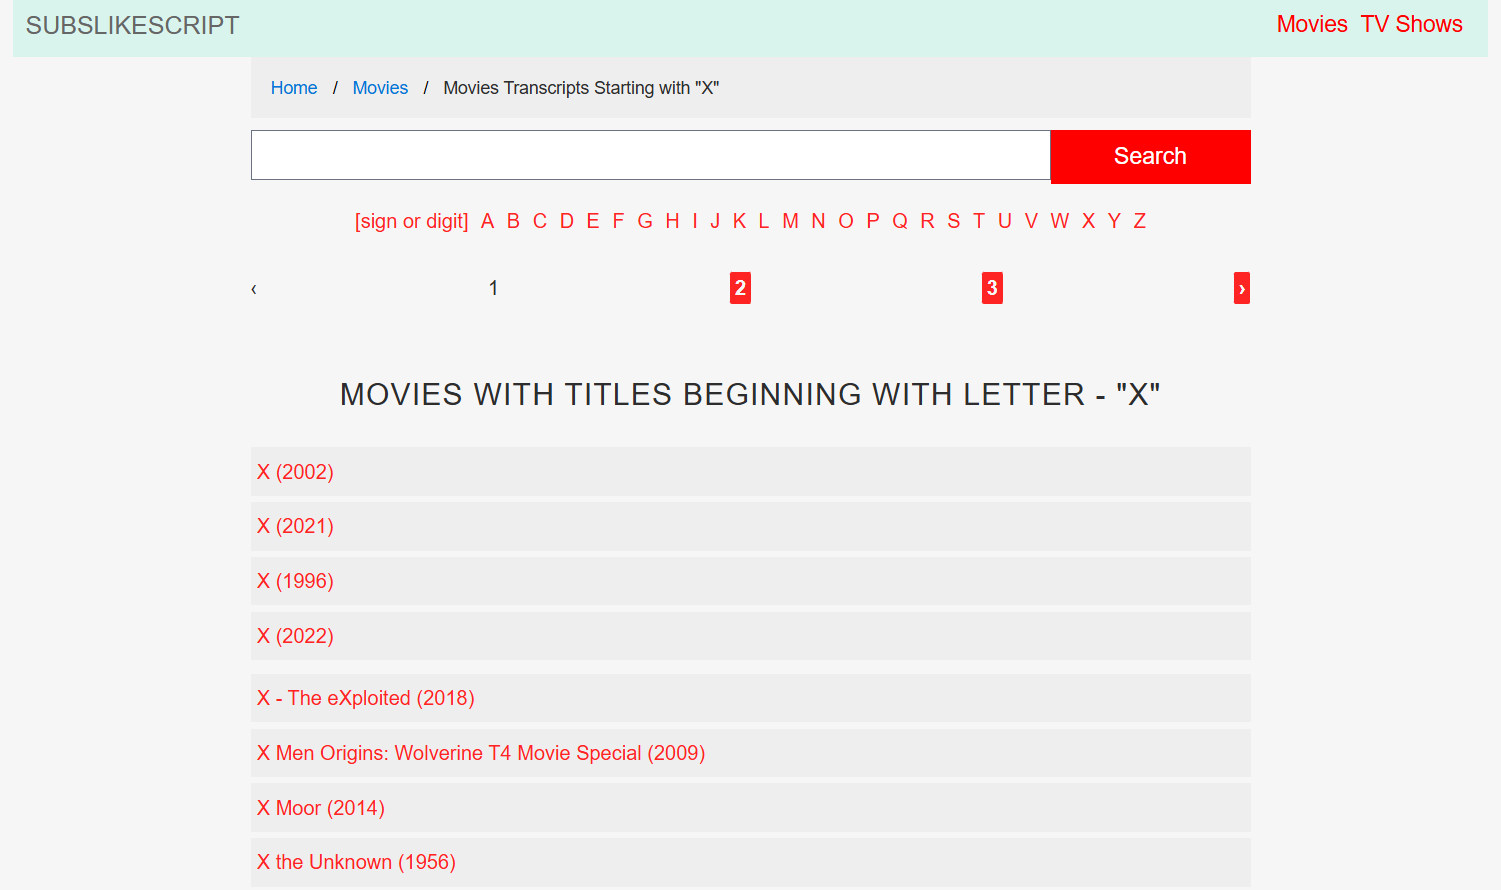 SUBSLIKESCRIPT
Movies TV Shows
Home / Movies / Movies Transcripts Starting with "X"
Search
[sign or digit] A B C D E F G H I J K L M N O P Q R S T U V W X Y Z
‹ 1 2 3 ›
MOVIES WITH TITLES BEGINNING WITH LETTER - "X"
X (2002)
X (2021)
X (1996)
X (2022)
X - The eXploited (2018)
X Men Origins: Wolverine T4 Movie Special (2009)
X Moor (2014)
X the Unknown (1956)